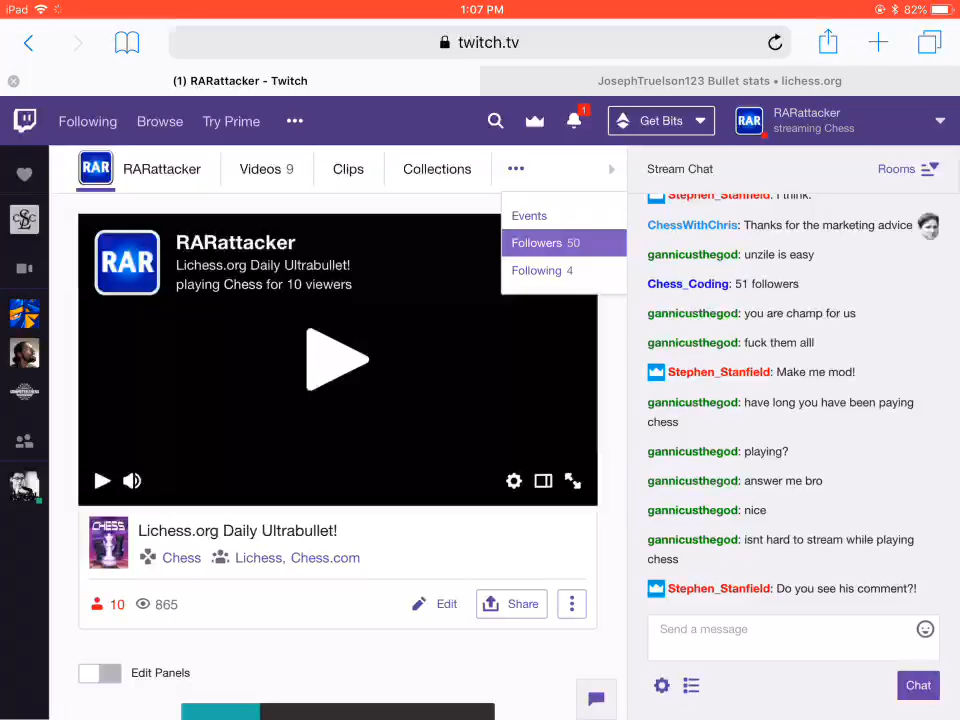 iPad
1:07 PM
82%
twitch.tv
(1) RARattacker - Twitch
JosephTruelson123 Bullet stats • lichess.org
Following
Browse
Try Prime
1
Get Bits
RAR
RARattacker
streaming Chess
RAR
RARattacker
Videos 9
Clips
Collections
Events
Followers 50
Following 4
RAR
RARattacker
Lichess.org Daily Ultrabullet!
playing Chess for 10 viewers
CHESS
Lichess.org Daily Ultrabullet!
Chess
Lichess, Chess.com
10
865
Edit
Share
Edit Panels
Stream Chat
Rooms
Stephen_Stanfield: I think.
ChessWithChris: Thanks for the marketing advice
gannicusthegod: unzile is easy
Chess_Coding: 51 followers
gannicusthegod: you are champ for us
gannicusthegod: fuck them alll
Stephen_Stanfield: Make me mod!
gannicusthegod: have long you have been paying
chess
gannicusthegod: playing?
gannicusthegod: answer me bro
gannicusthegod: nice
gannicusthegod: isnt hard to stream while playing
chess
Stephen_Stanfield: Do you see his comment?!
Send a message
Chat